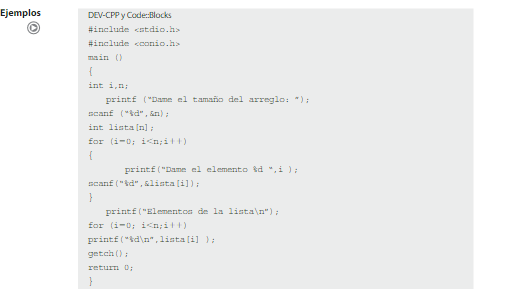 Ejemplos
DEV-CPP y Code::Blocks
#include <stdio.h>
#include <conio.h>
main ()
{
int i,n;
printf ("Dame el tamaño del arreglo: ");
scanf ("%d",&n);
int lista[n];
for (i=0; i<n;i++)
{
printf("Dame el elemento %d ",i );
scanf("%d",&lista[i]);
}
printf("Elementos de la lista\n");
for (i=0; i<n;i++)
printf("%d\n",lista[i] );
getch();
return 0;
}